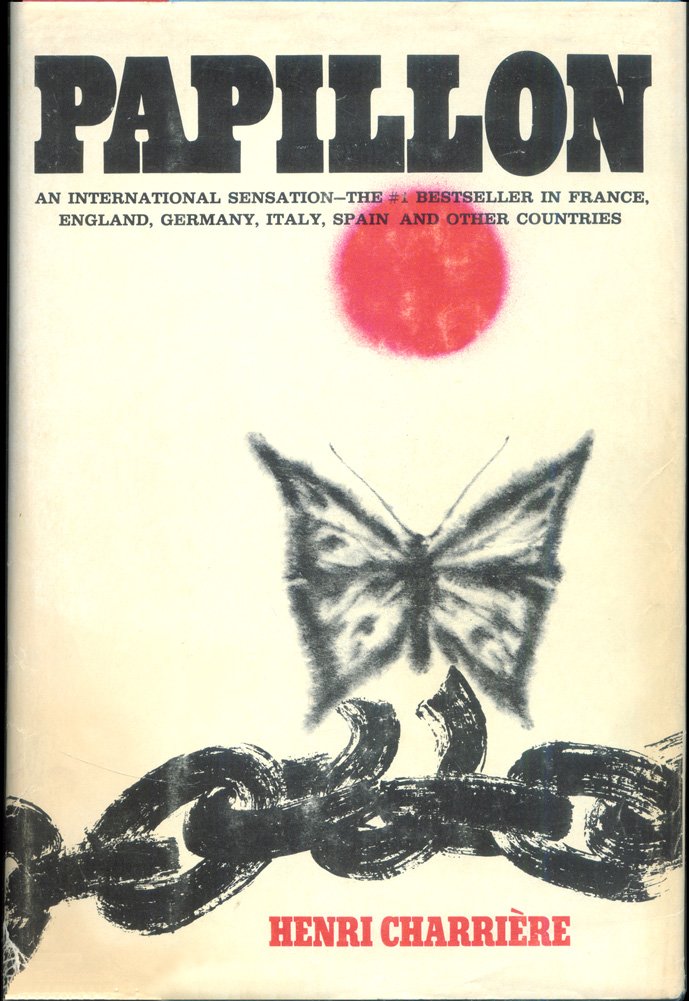 PAPILLON
AN INTERNATIONAL SENSATION—THE #1 BESTSELLER IN FRANCE,
ENGLAND, GERMANY, ITALY, SPAIN AND OTHER COUNTRIES
HENRI CHARRIÈRE